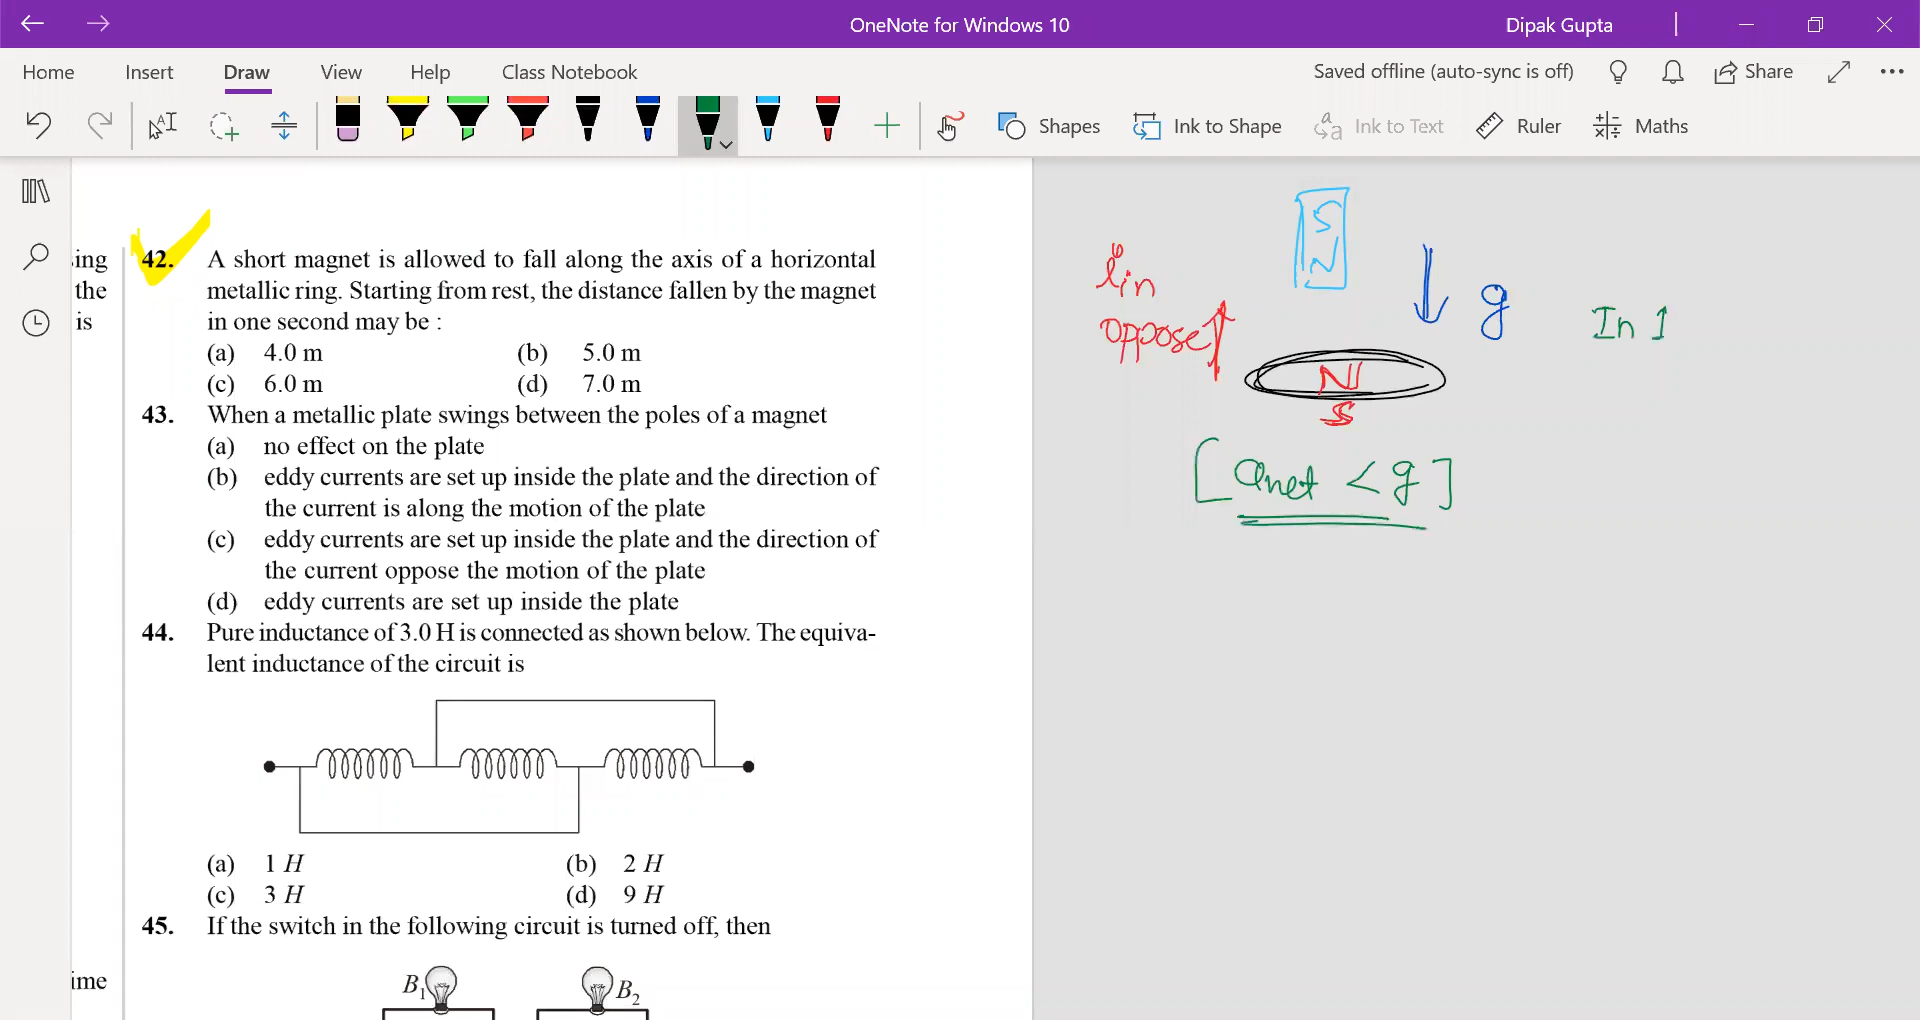 OneNote for Windows 10
Dipak Gupta
Home Insert Draw View Help Class Notebook
Saved offline (auto-sync is off) Share
Shapes Ink to Shape Ink to Text Ruler Maths
ing
the
is
ime
42. A short magnet is allowed to fall along the axis of a horizontal
metallic ring. Starting from rest, the distance fallen by the magnet
in one second may be :
(a) 4.0 m (b) 5.0 m
(c) 6.0 m (d) 7.0 m
43. When a metallic plate swings between the poles of a magnet
(a) no effect on the plate
(b) eddy currents are set up inside the plate and the direction of
the current is along the motion of the plate
(c) eddy currents are set up inside the plate and the direction of
the current oppose the motion of the plate
(d) eddy currents are set up inside the plate
44. Pure inductance of 3.0 H is connected as shown below. The equiva-
lent inductance of the circuit is
(a) 1 H (b) 2 H
(c) 3 H (d) 9 H
45. If the switch in the following circuit is turned off, then
B1 B2
S
N
g
oppose
N
S
[anet < g]
In 1